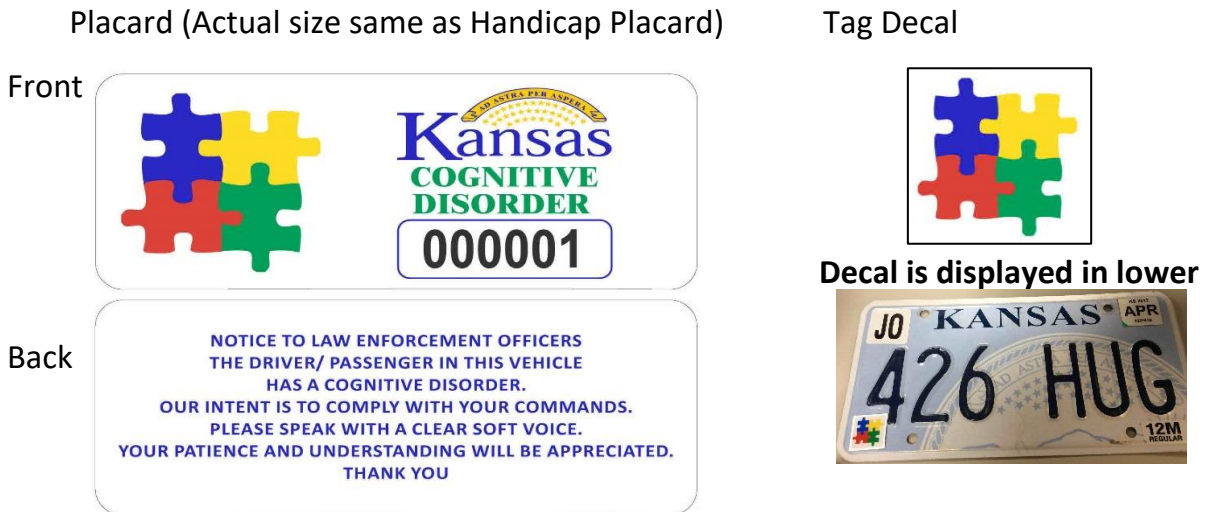 Placard (Actual size same as Handicap Placard)
Tag Decal
Front
AD ASTRA PER ASPERA
Kansas
COGNITIVE
DISORDER
000001
Decal is displayed in lower
Back
NOTICE TO LAW ENFORCEMENT OFFICERS
THE DRIVER/ PASSENGER IN THIS VEHICLE
HAS A COGNITIVE DISORDER.
OUR INTENT IS TO COMPLY WITH YOUR COMMANDS.
PLEASE SPEAK WITH A CLEAR SOFT VOICE.
YOUR PATIENCE AND UNDERSTANDING WILL BE APPRECIATED.
THANK YOU
JO
KANSAS
APR
426 HUG
AD ASTRA
12M
REGULAR